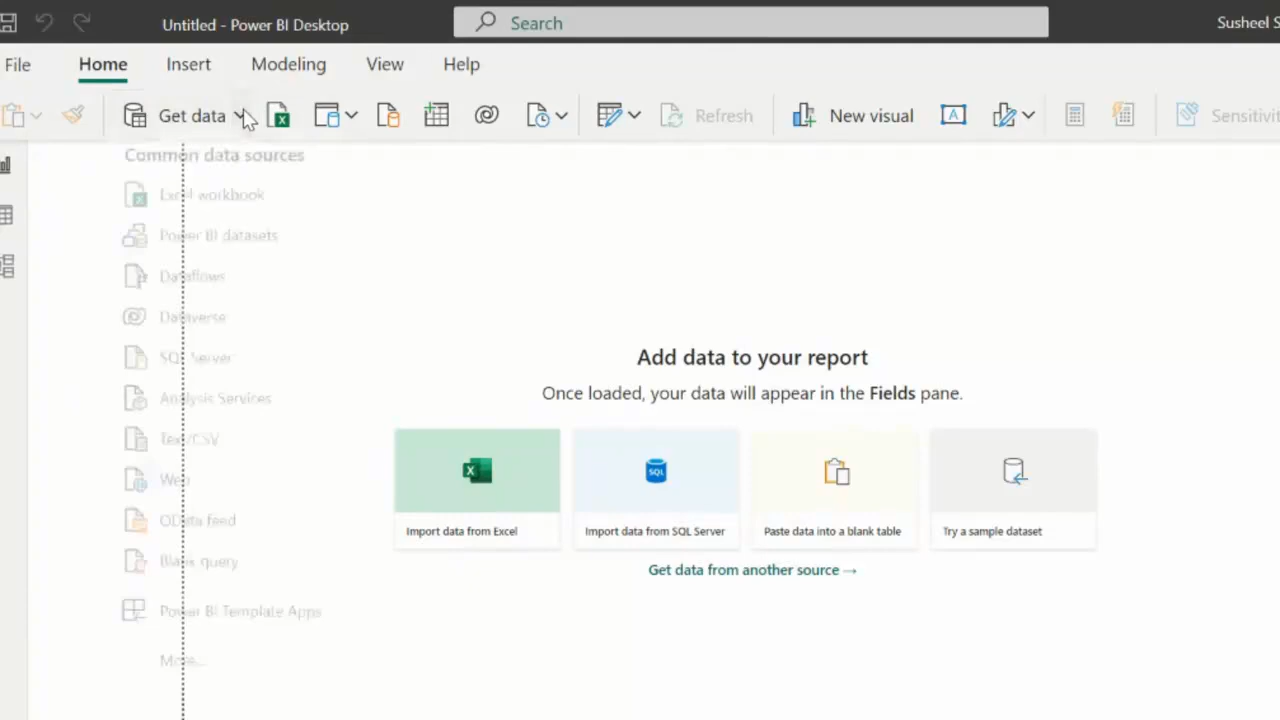 Untitled - Power BI Desktop
Search
Susheel S
File Home Insert Modeling View Help
Get data
Refresh
New visual
Sensitivit
Common data sources
Excel workbook
Power BI datasets
Dataflows
Dataverse
SQL Server
Analysis Services
Text/CSV
Web
OData feed
Blank query
Power BI Template Apps
More...
Add data to your report
Once loaded, your data will appear in the Fields pane.
SQL
Import data from Excel
Import data from SQL Server
Paste data into a blank table
Try a sample dataset
Get data from another source →